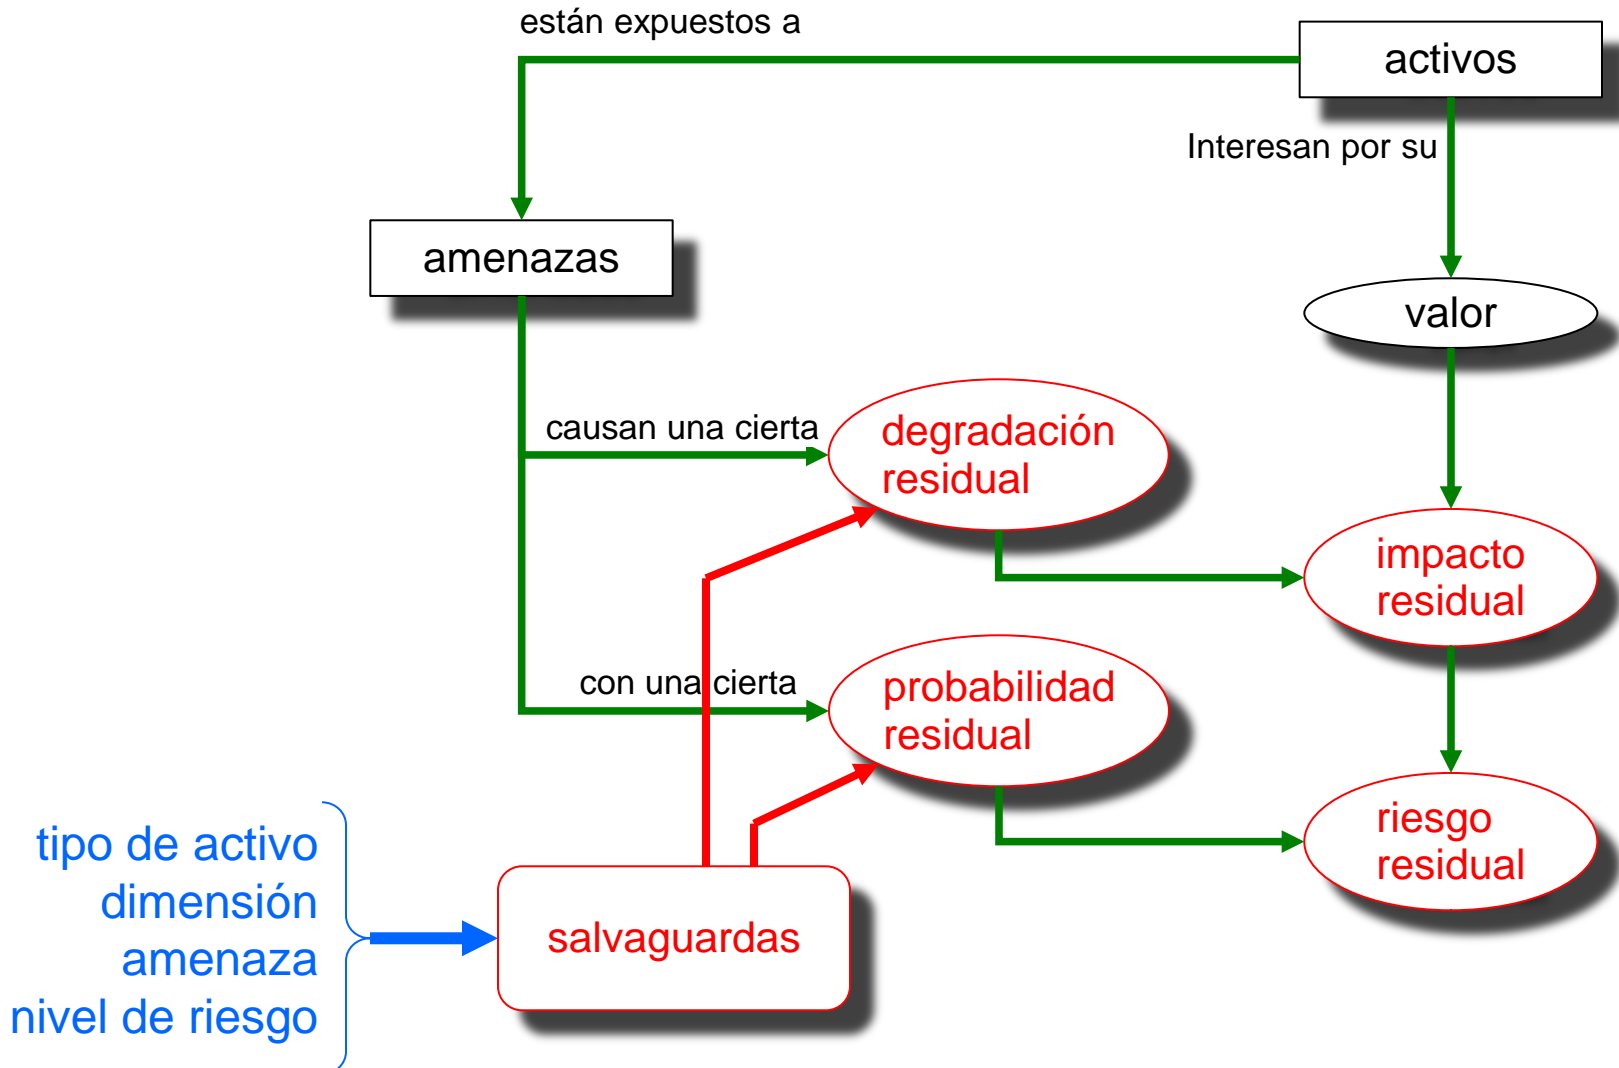 están expuestos a
activos
Interesan por su
amenazas
valor
causan una cierta
degradación
residual
impacto
residual
con una cierta
probabilidad
residual
riesgo
residual
tipo de activo
dimensión
amenaza
nivel de riesgo
salvaguardas